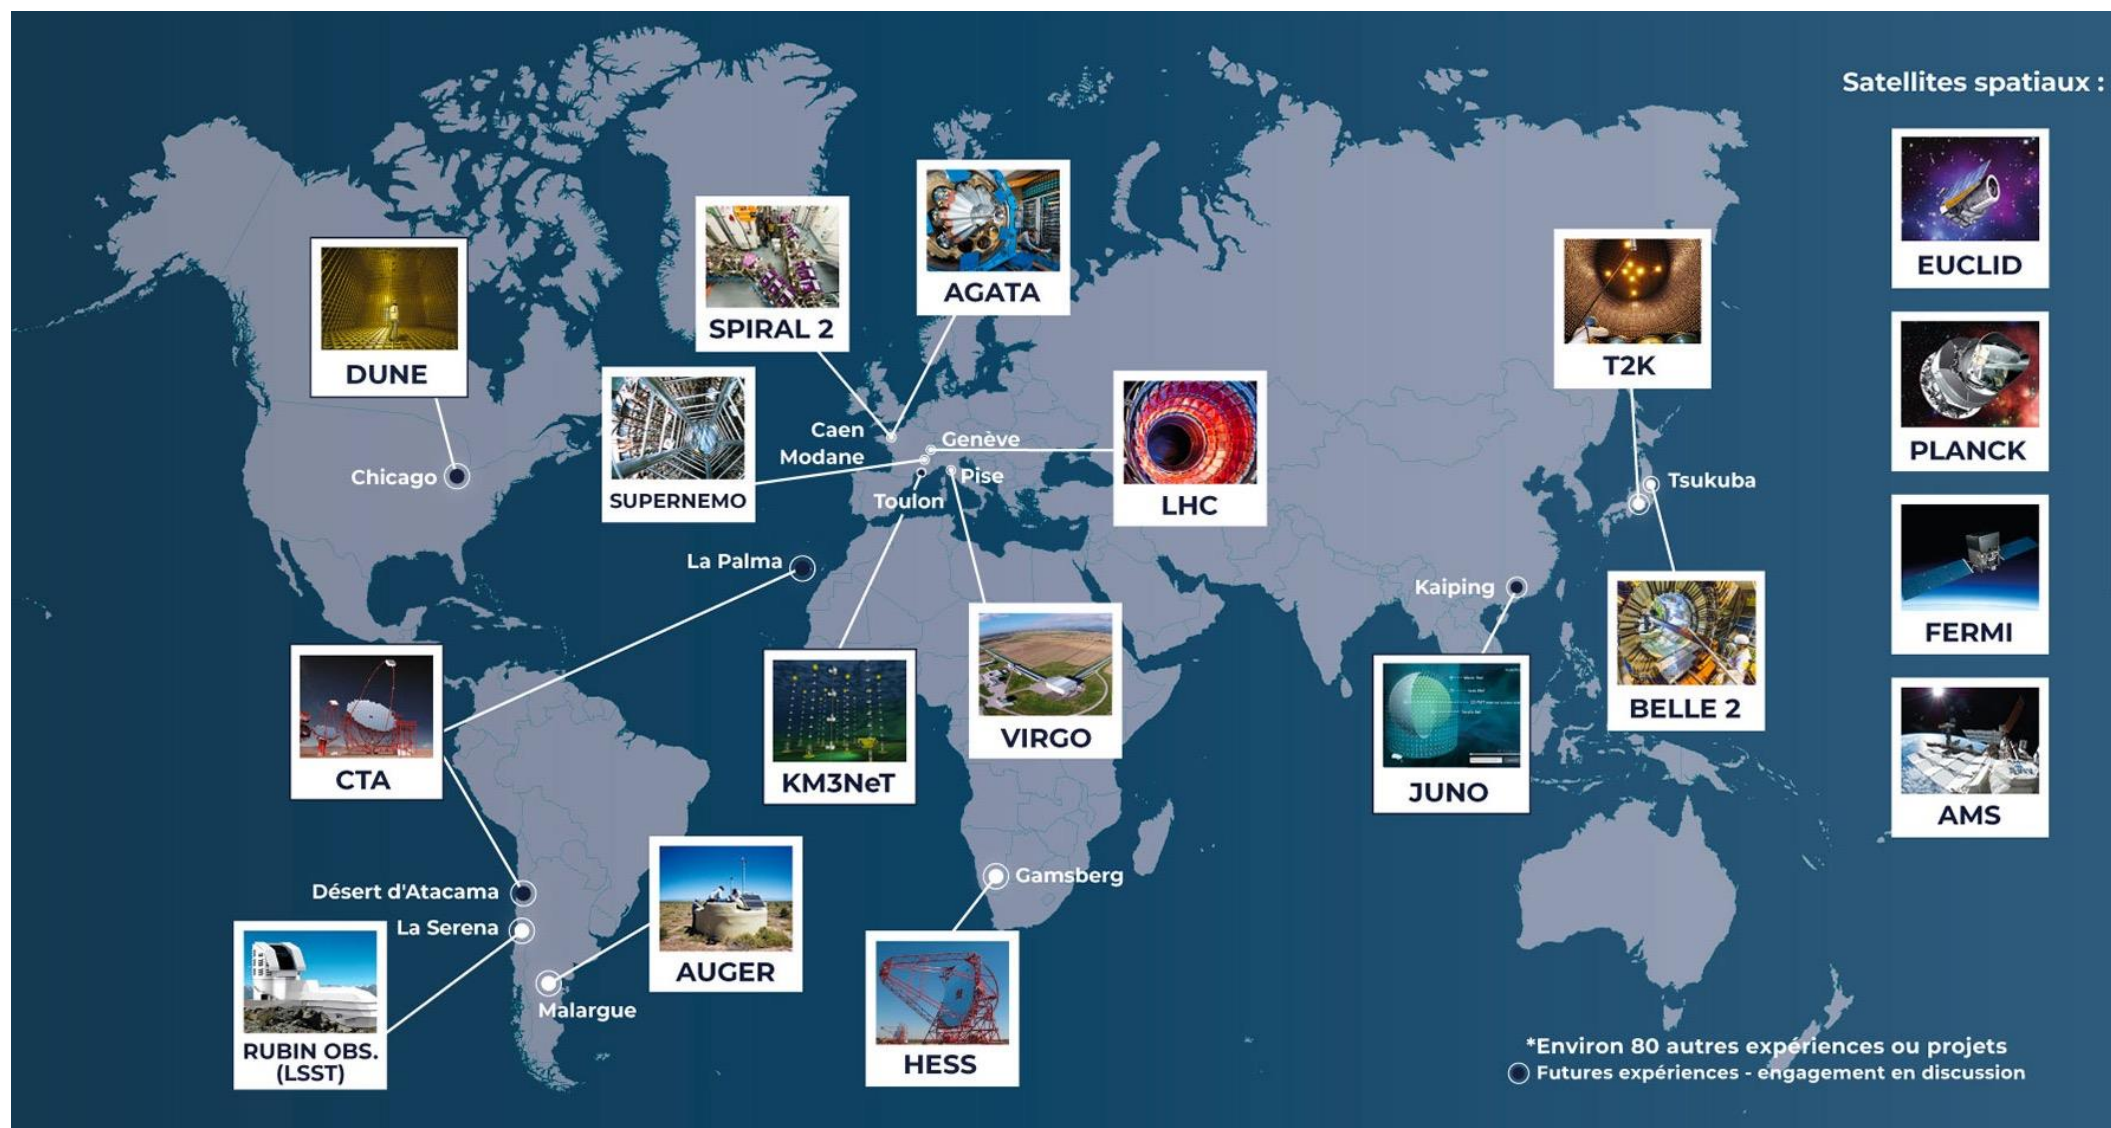 Satellites spatiaux :
EUCLID
PLANCK
FERMI
AMS
AGATA
SPIRAL 2
DUNE
T2K
SUPERNEMO
LHC
Caen
Genève
Modane
Pise
Toulon
Chicago
Tsukuba
La Palma
Kaiping
BELLE 2
VIRGO
CTA
KM3NeT
JUNO
Gamsberg
Désert d'Atacama
La Serena
AUGER
Malargue
RUBIN OBS.
(LSST)
HESS
*Environ 80 autres expériences ou projets
Futures expériences - engagement en discussion